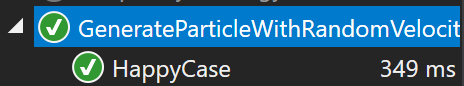 GenerateParticleWithRandomVelocit
HappyCase 349 ms